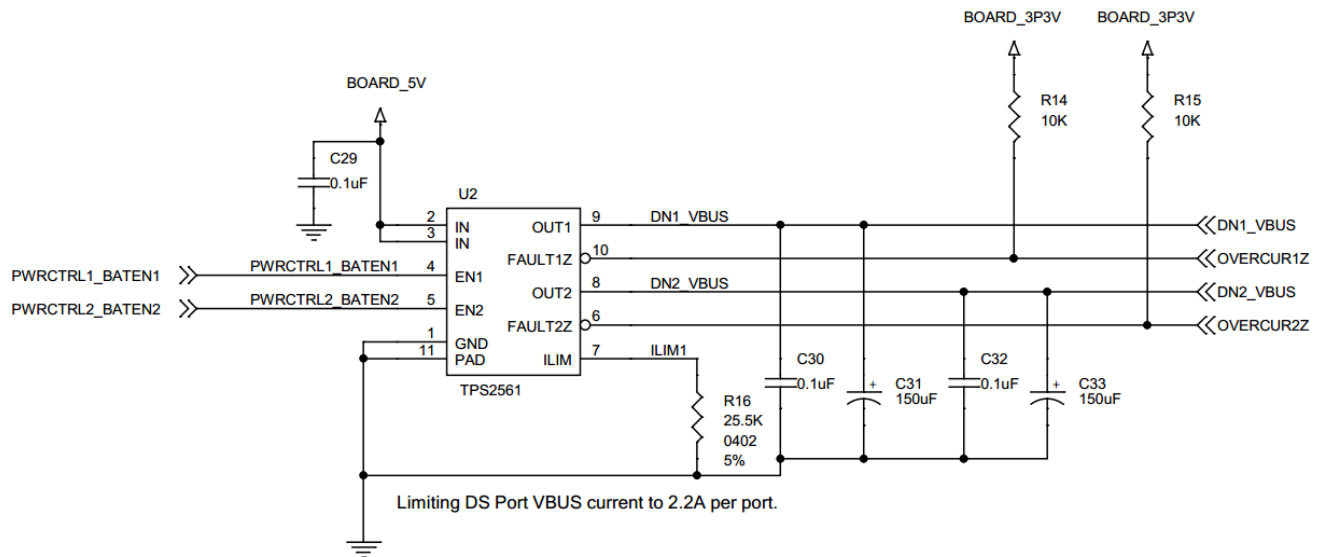 BOARD_3P3V
BOARD_3P3V
BOARD_5V
R14
10K
R15
10K
C29
0.1uF
U2
2
IN
3
IN
OUT1
9
DN1_VBUS
DN1_VBUS
FAULT1Z
10
OVERCUR1Z
PWRCTRL1_BATEN1
PWRCTRL1_BATEN1
4
EN1
OUT2
8
DN2_VBUS
DN2_VBUS
PWRCTRL2_BATEN2
PWRCTRL2_BATEN2
5
EN2
FAULT2Z
6
OVERCUR2Z
1
GND
11
PAD
ILIM
7
ILIM1
TPS2561
R16
25.5K
0402
5%
C30
0.1uF
+
C31
150uF
C32
0.1uF
+
C33
150uF
Limiting DS Port VBUS current to 2.2A per port.